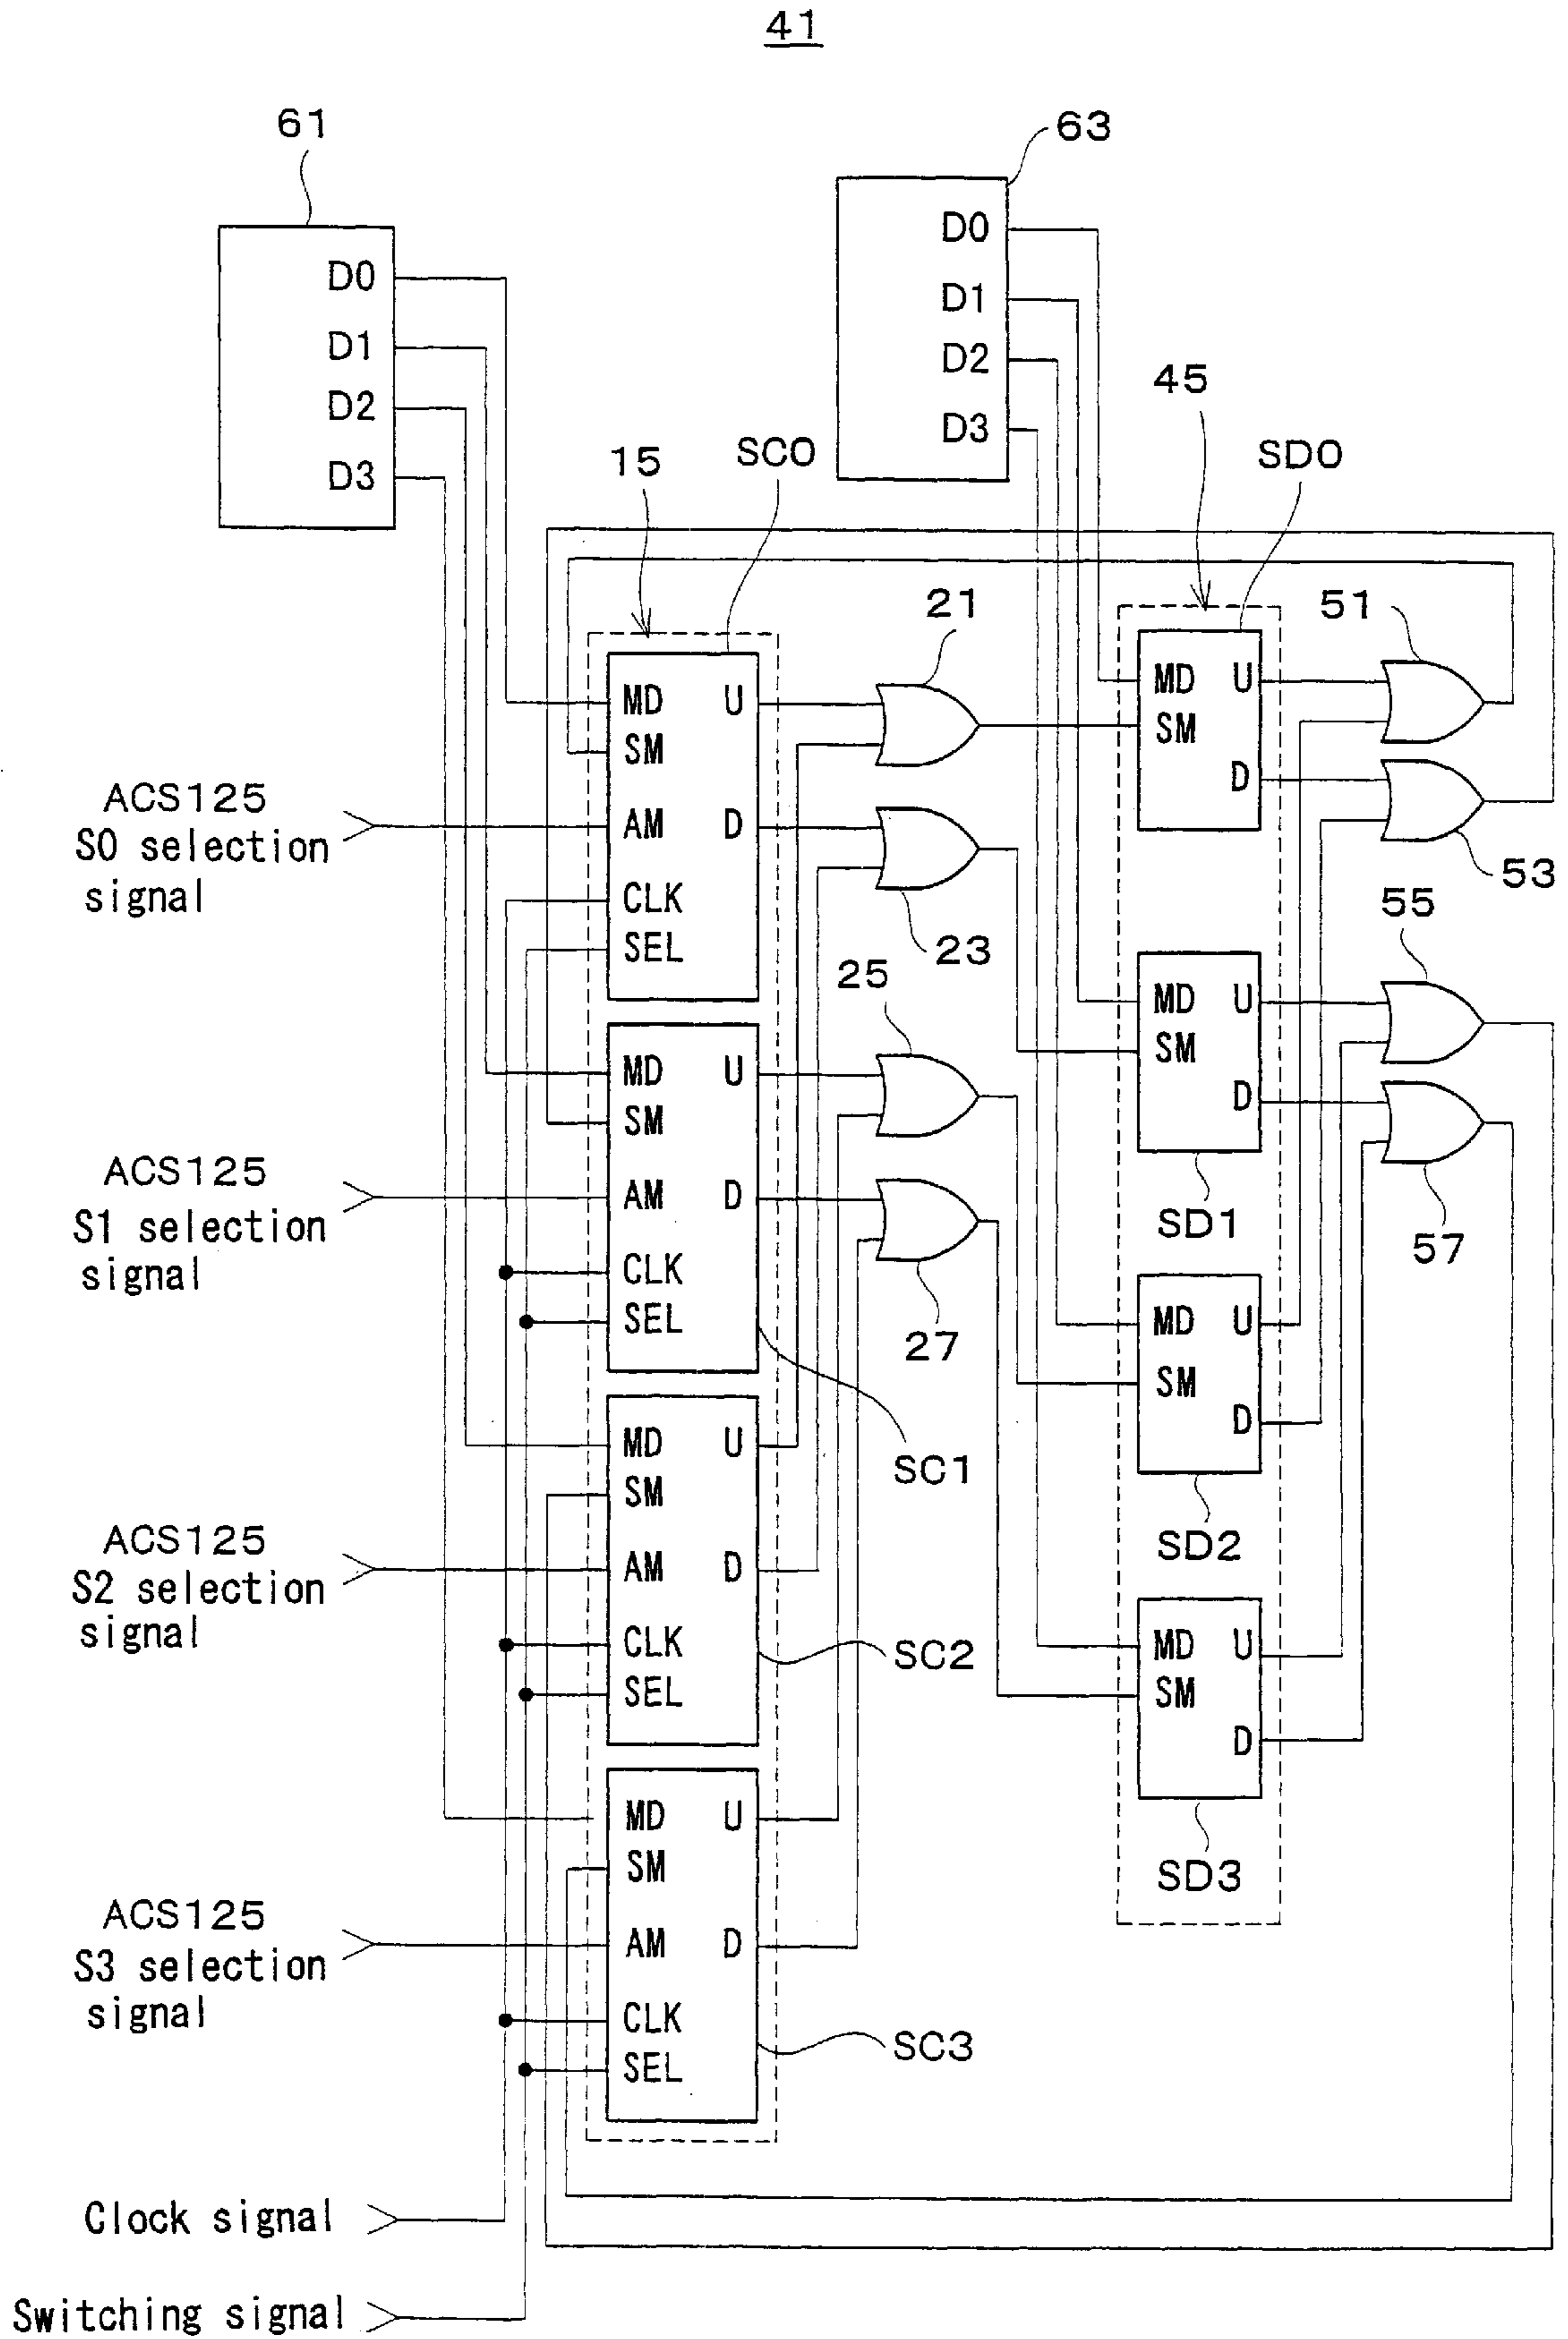 41
61
D0
D1
D2
D3
63
D0
D1
D2
D3
15
SC0
45
SD0
MD U
SM
AM D
CLK
SEL
MD U
SM
AM D
CLK
SEL
MD U
SM
AM D
CLK
SEL
MD U
SM
AM D
CLK
SEL
21
23
25
27
SC1
SC2
SC3
MD U
SM
D
MD U
SM
D
SD1
MD U
SM
D
SD2
MD U
SM
D
SD3
51
53
55
57
ACS125
S0 selection
signal
ACS125
S1 selection
signal
ACS125
S2 selection
signal
ACS125
S3 selection
signal
Clock signal
Switching signal